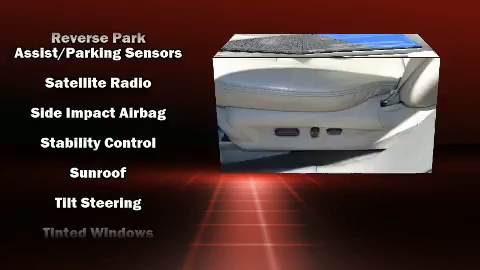 Reverse Park
Assist/Parking Sensors
Satellite Radio
Side Impact Airbag
Stability Control
Sunroof
Tilt Steering
Tinted Windows